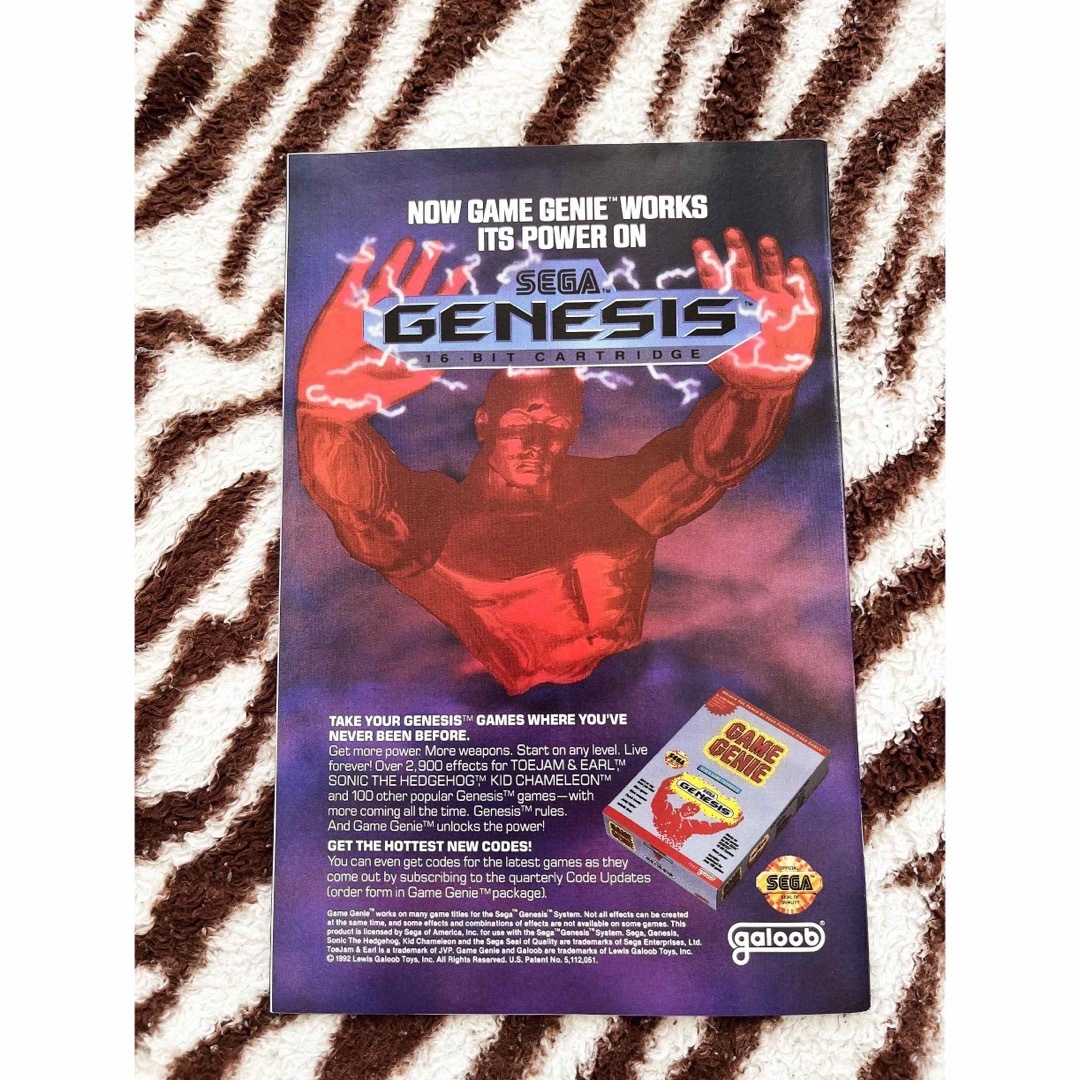 NOW GAME GENIE™ WORKS
ITS POWER ON
SEGA™
GENESIS™
16-BIT CARTRIDGE
TAKE YOUR GENESIS™ GAMES WHERE YOU'VE
NEVER BEEN BEFORE.
Get more power. More weapons. Start on any level. Live
forever! Over 2,900 effects for TOEJAM & EARL,™
SONIC THE HEDGEHOG,™ KID CHAMELEON™
and 100 other popular Genesis™ games—with
more coming all the time. Genesis™ rules.
And Game Genie™ unlocks the power!
GET THE HOTTEST NEW CODES!
You can even get codes for the latest games as they
come out by subscribing to the quarterly Code Updates
(order form in Game Genie™ package).
Game Genie™ works on many game titles for the Sega™ Genesis™ System. Not all effects can be created
at the same time, and some effects and combinations of effects are not available on some games. This
product is licensed by Sega of America, Inc. for use with the Sega™ Genesis™ System. Sega, Genesis,
Sonic The Hedgehog, Kid Chameleon and the Sega Seal of Quality are trademarks of Sega Enterprises, Ltd.
ToeJam & Earl is a trademark of JVP. Game Genie and Galoob are trademarks of Lewis Galoob Toys, Inc.
© 1992 Lewis Galoob Toys, Inc. All Rights Reserved. U.S. Patent No. 5,112,051.
GAME
GENIE
SEGA
GENESIS
OFFICIAL
SEGA
SEAL OF
QUALITY
galoob®